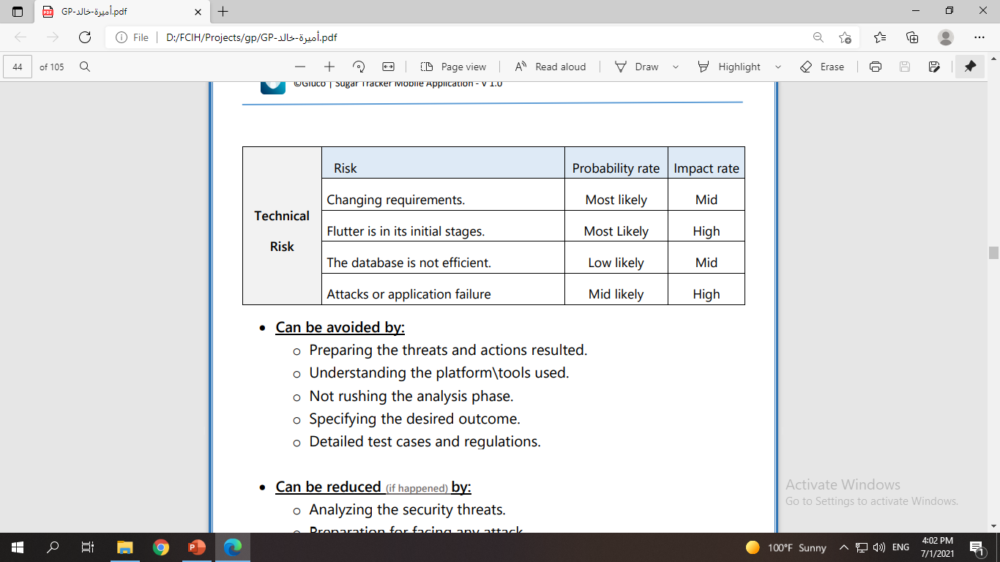 GP-أميرة-خالد.pdf
File D:/FCIH/Projects/gp/GP-أميرة-خالد.pdf
44 of 105 Page view Read aloud Draw Highlight Erase
©Gluco | Sugar Tracker Mobile Application - V 1.0
Risk Probability rate Impact rate
Technical Risk
Changing requirements. Most likely Mid
Flutter is in its initial stages. Most Likely High
The database is not efficient. Low likely Mid
Attacks or application failure Mid likely High
• Can be avoided by:
o Preparing the threats and actions resulted.
o Understanding the platform\tools used.
o Not rushing the analysis phase.
o Specifying the desired outcome.
o Detailed test cases and regulations.
• Can be reduced (if happened) by:
o Analyzing the security threats.
o Preparation for facing any attack
Activate Windows
Go to Settings to activate Windows.
100°F Sunny ENG 4:02 PM
7/1/2021
1